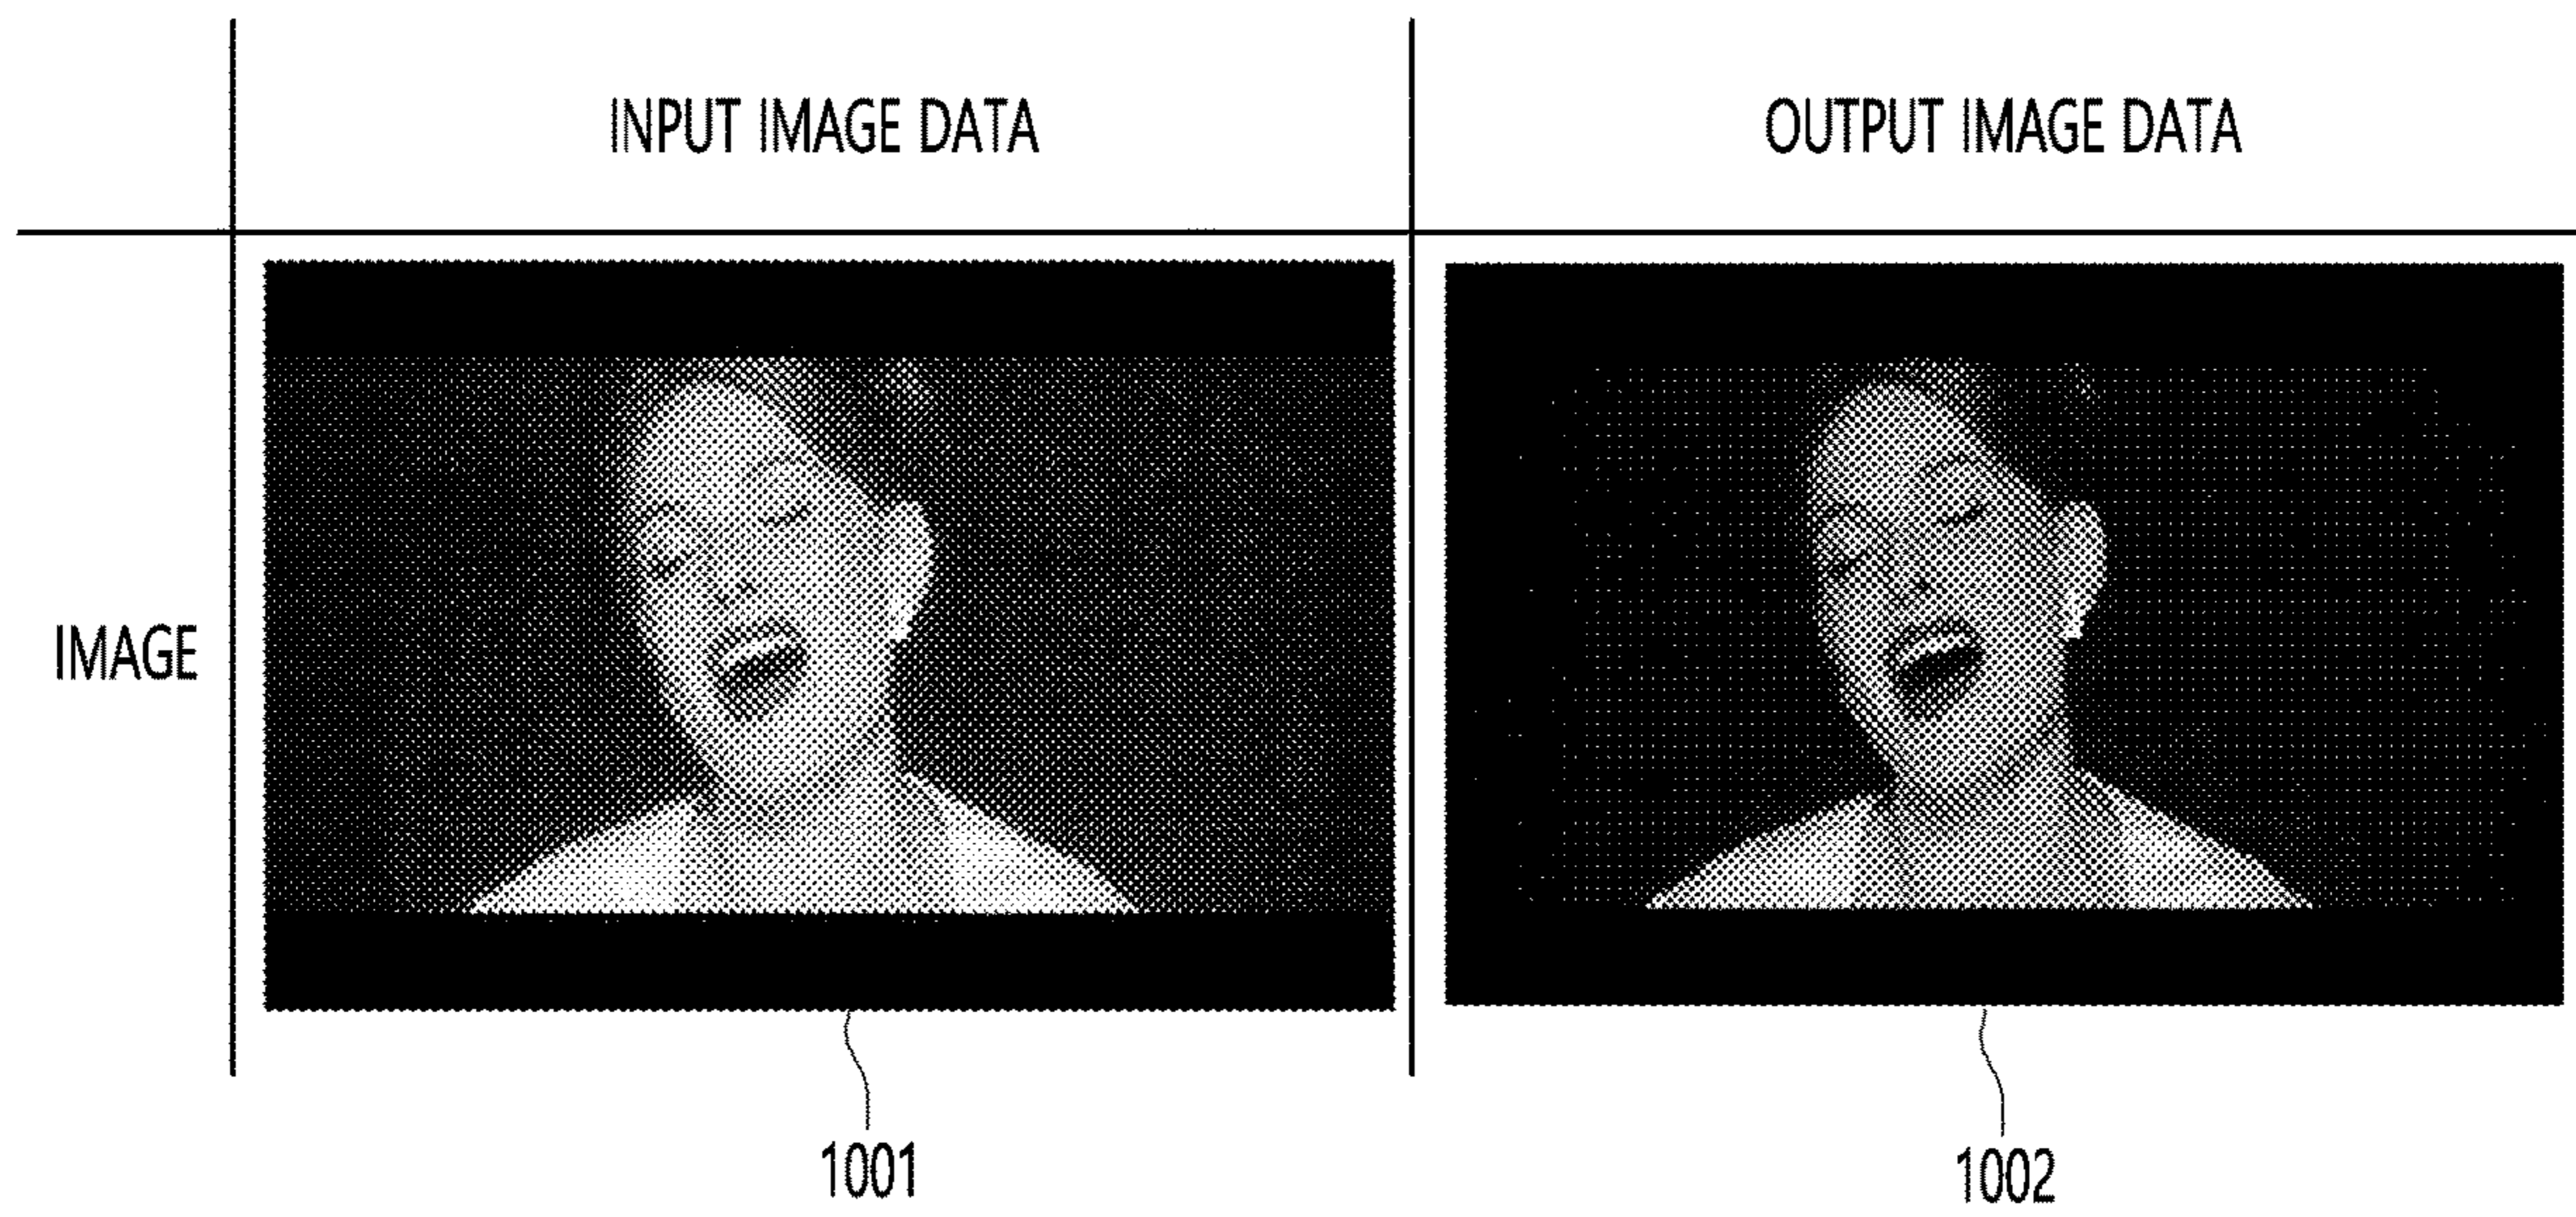 INPUT IMAGE DATA
OUTPUT IMAGE DATA
IMAGE
1001
1002